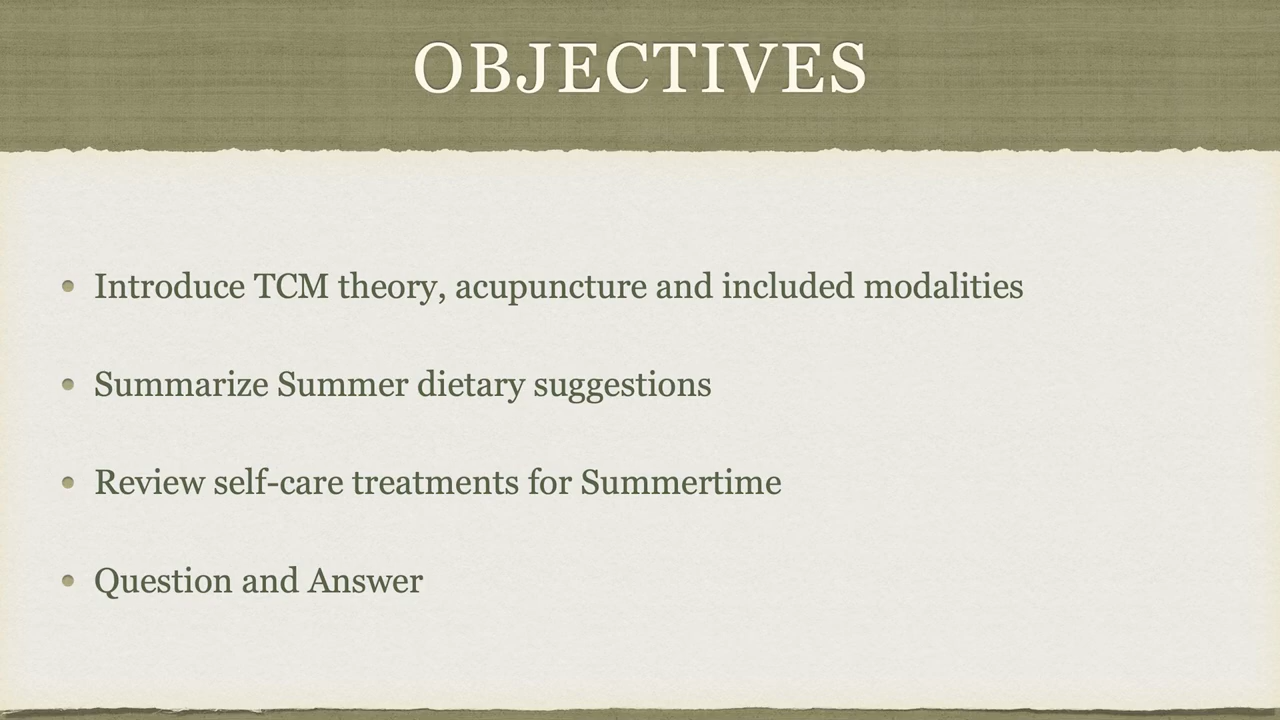 OBJECTIVES
• Introduce TCM theory, acupuncture and included modalities
• Summarize Summer dietary suggestions
• Review self-care treatments for Summertime
• Question and Answer